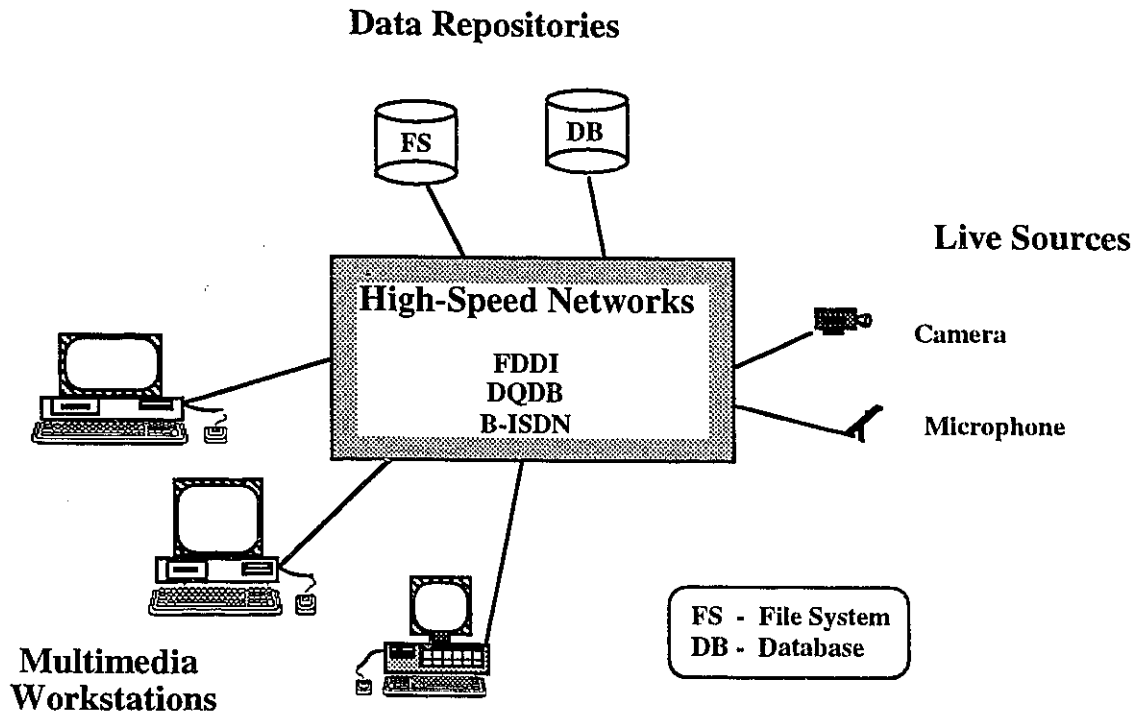 Data Repositories
FS
DB
Live Sources
High-Speed Networks
FDDI
DQDB
B-ISDN
Camera
Microphone
FS - File System
DB - Database
Multimedia
Workstations